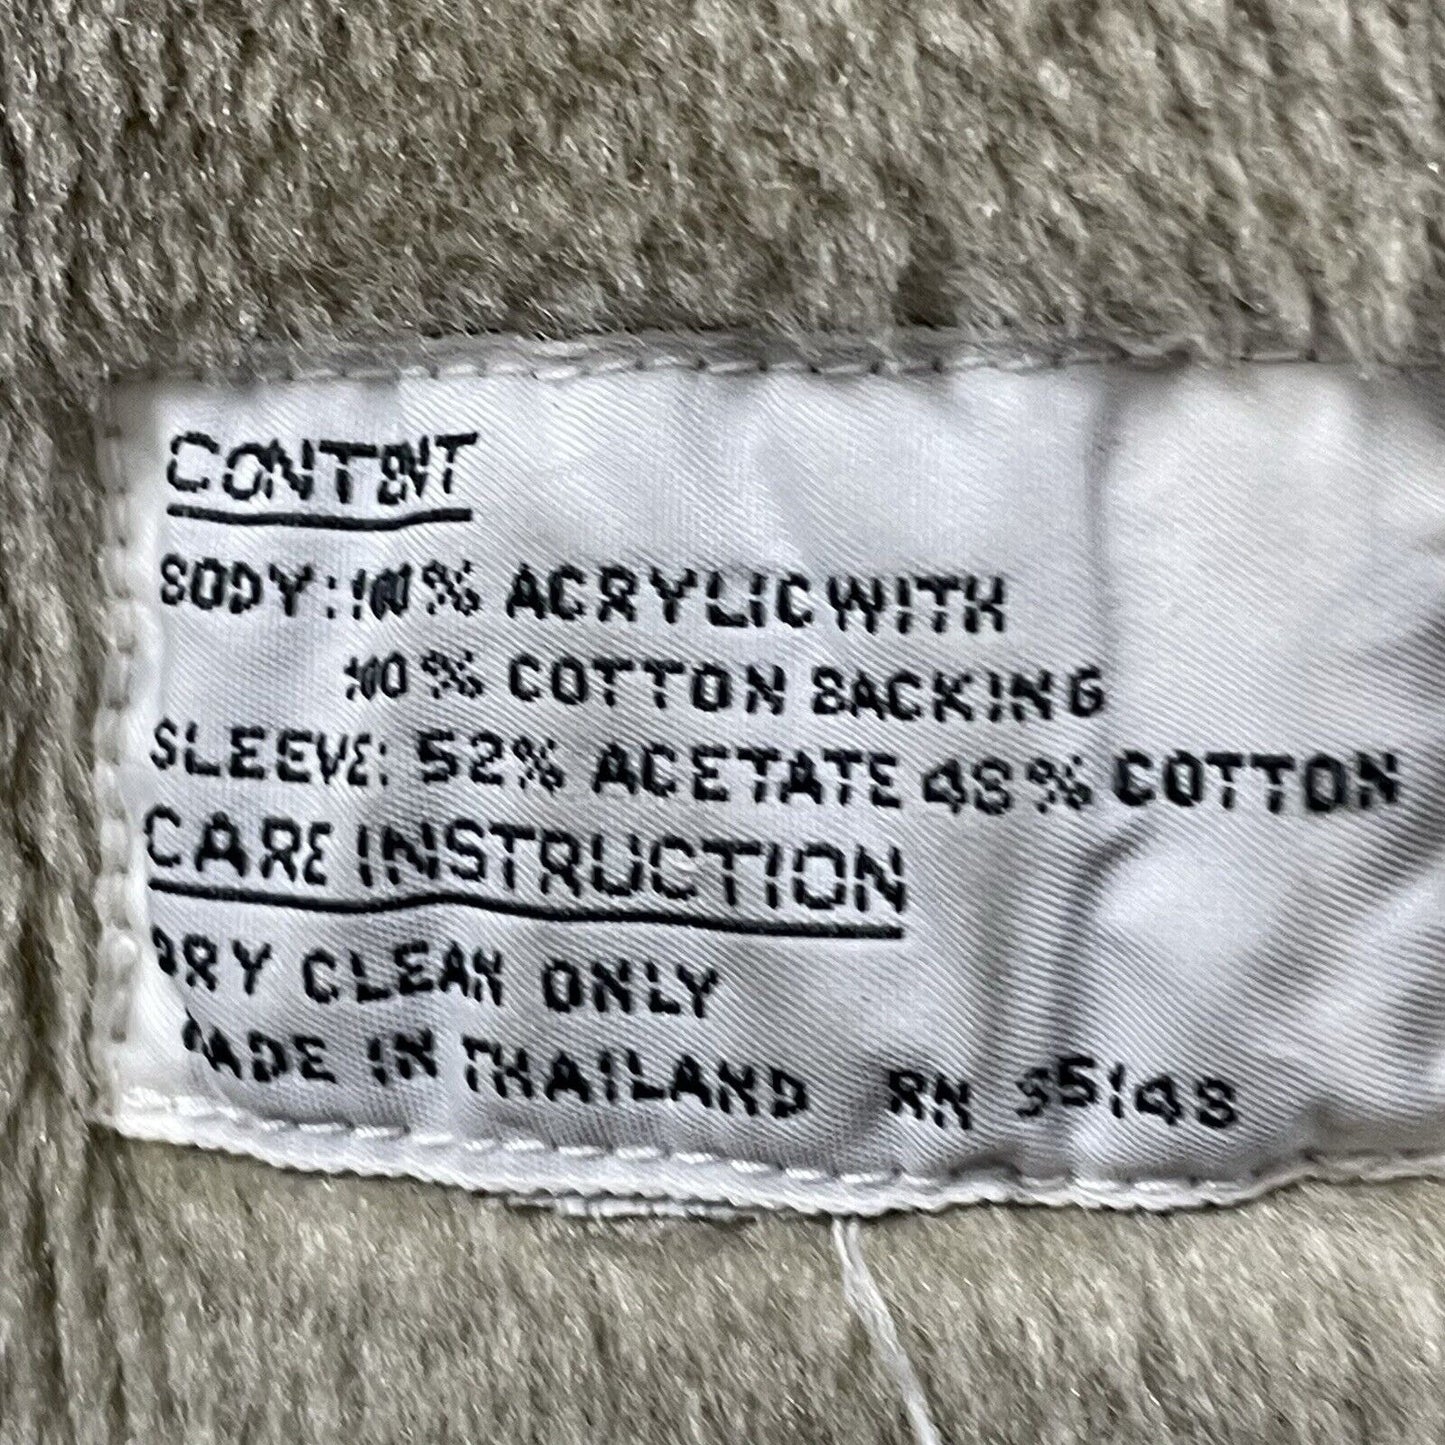 CONTENT
BODY: 100% ACRYLIC WITH
100% COTTON BACKING
SLEEVE: 52% ACETATE 48% COTTON
CARE INSTRUCTION
DRY CLEAN ONLY
MADE IN THAILAND RN